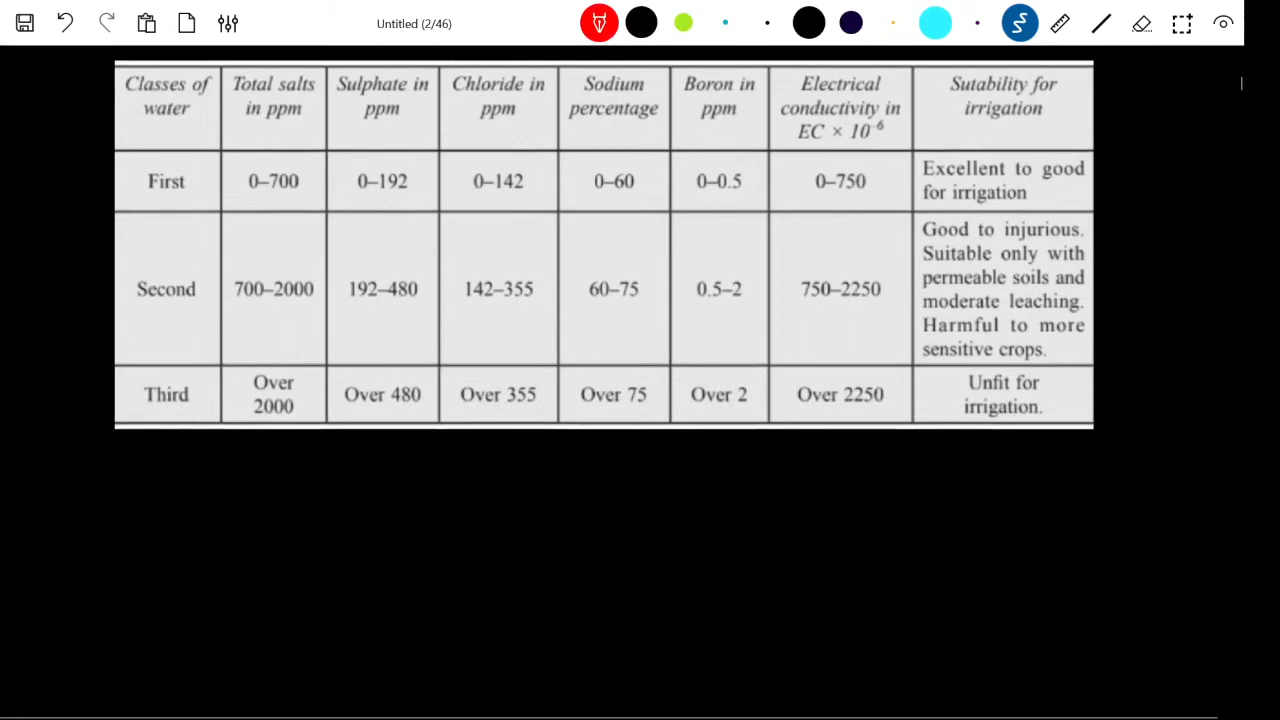 Untitled (2/46)
Classes of water Total salts in ppm Sulphate in ppm Chloride in ppm Sodium percentage Boron in ppm Electrical conductivity in EC × 10⁻⁶ Sutability for irrigation
First 0–700 0–192 0–142 0–60 0–0.5 0–750 Excellent to good for irrigation
Second 700–2000 192–480 142–355 60–75 0.5–2 750–2250 Good to injurious. Suitable only with permeable soils and moderate leaching. Harmful to more sensitive crops.
Third Over 2000 Over 480 Over 355 Over 75 Over 2 Over 2250 Unfit for irrigation.